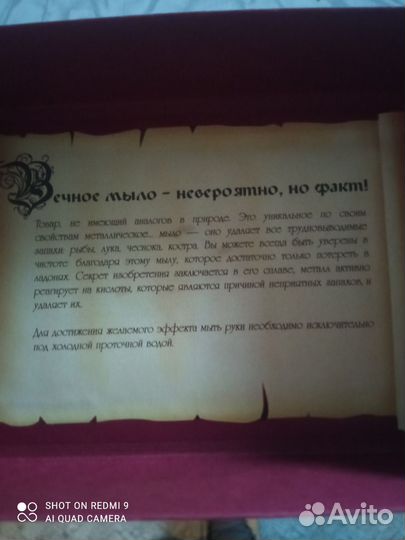 Вечное мыло - невероятно, но факт!
Товар, не имеющий аналогов в природе. Это уникальное по своим
свойствам металлическое... мыло — оно удаляет все трудновыводимые
запахи: рыбы, лука, чеснока, костра. Вы можете всегда быть уверены в
чистоте благодаря этому мылу, которое достаточно только потереть в
ладонях. Секрет изобретения заключается в его сплаве, металл активно
реагирует на кислоты, которые являются причиной неприятных запахов, и
удаляет их.
Для достижения желаемого эффекта мыть руки необходимо исключительно
под холодной проточной водой.
SHOT ON REDMI 9
AI QUAD CAMERA
Avito